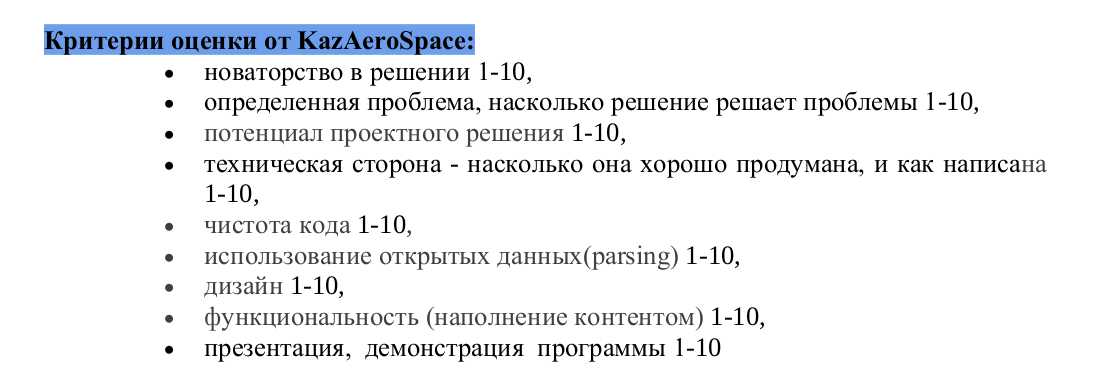 Критерии оценки от KazAeroSpace:
• новаторство в решении 1-10,
• определенная проблема, насколько решение решает проблемы 1-10,
• потенциал проектного решения 1-10,
• техническая сторона - насколько она хорошо продумана, и как написана
1-10,
• чистота кода 1-10,
• использование открытых данных(parsing) 1-10,
• дизайн 1-10,
• функциональность (наполнение контентом) 1-10,
• презентация, демонстрация программы 1-10